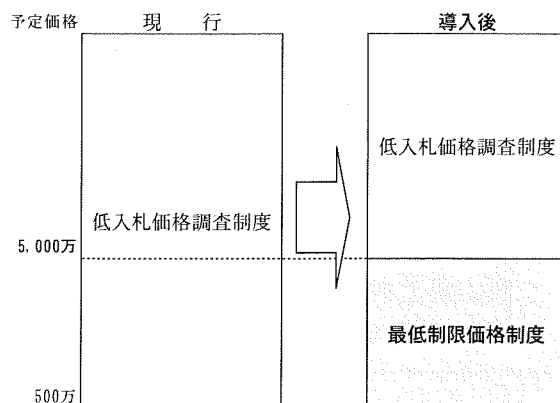 予定価格
現 行
導入後
低入札価格調査制度
低入札価格調査制度
5,000万
最低制限価格制度
500万